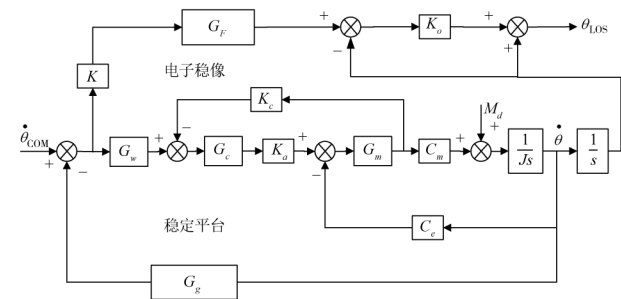 + G_F + K_o + θ_LOS
− +
K 电子稳像
K_c
θ̇_COM − M_d
+ − G_w + G_c K_a + G_m C_m + + 1/Js θ̇ 1/s
−
稳定平台 C_e
G_g